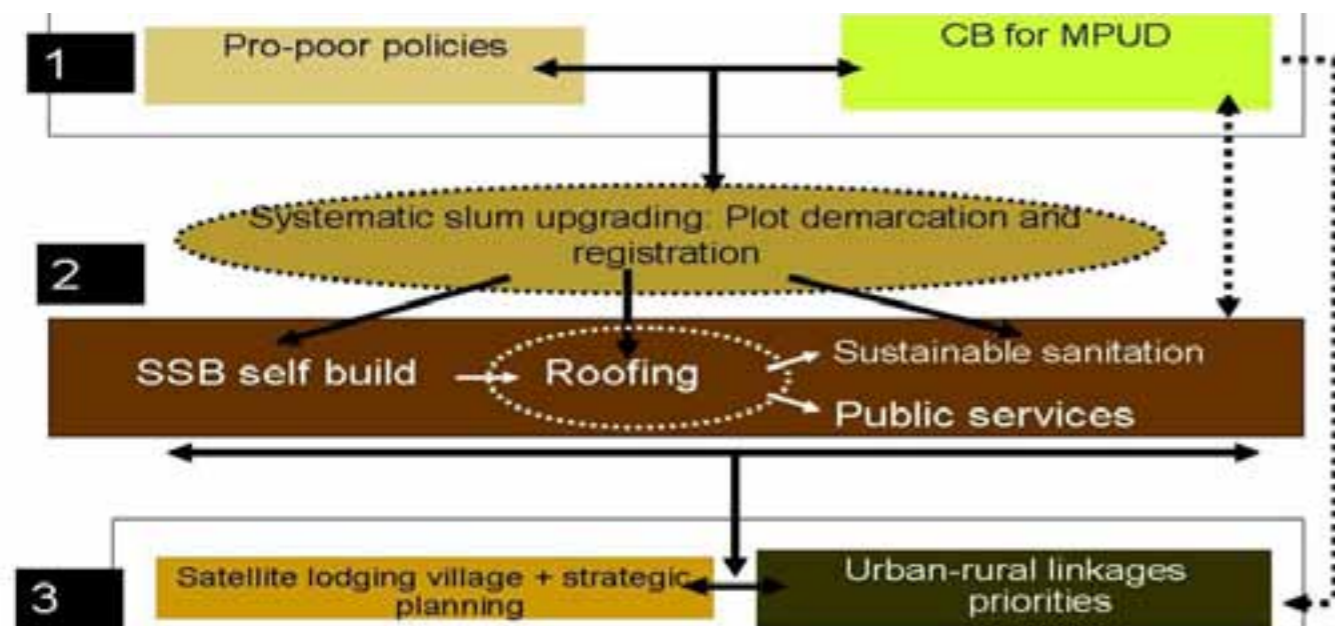 1
Pro-poor policies
CB for MPUD
Systematic slum upgrading: Plot demarcation and
registration
2
SSB self build
Roofing
Sustainable sanitation
Public services
3
Satellite lodging village + strategic
planning
Urban-rural linkages
priorities